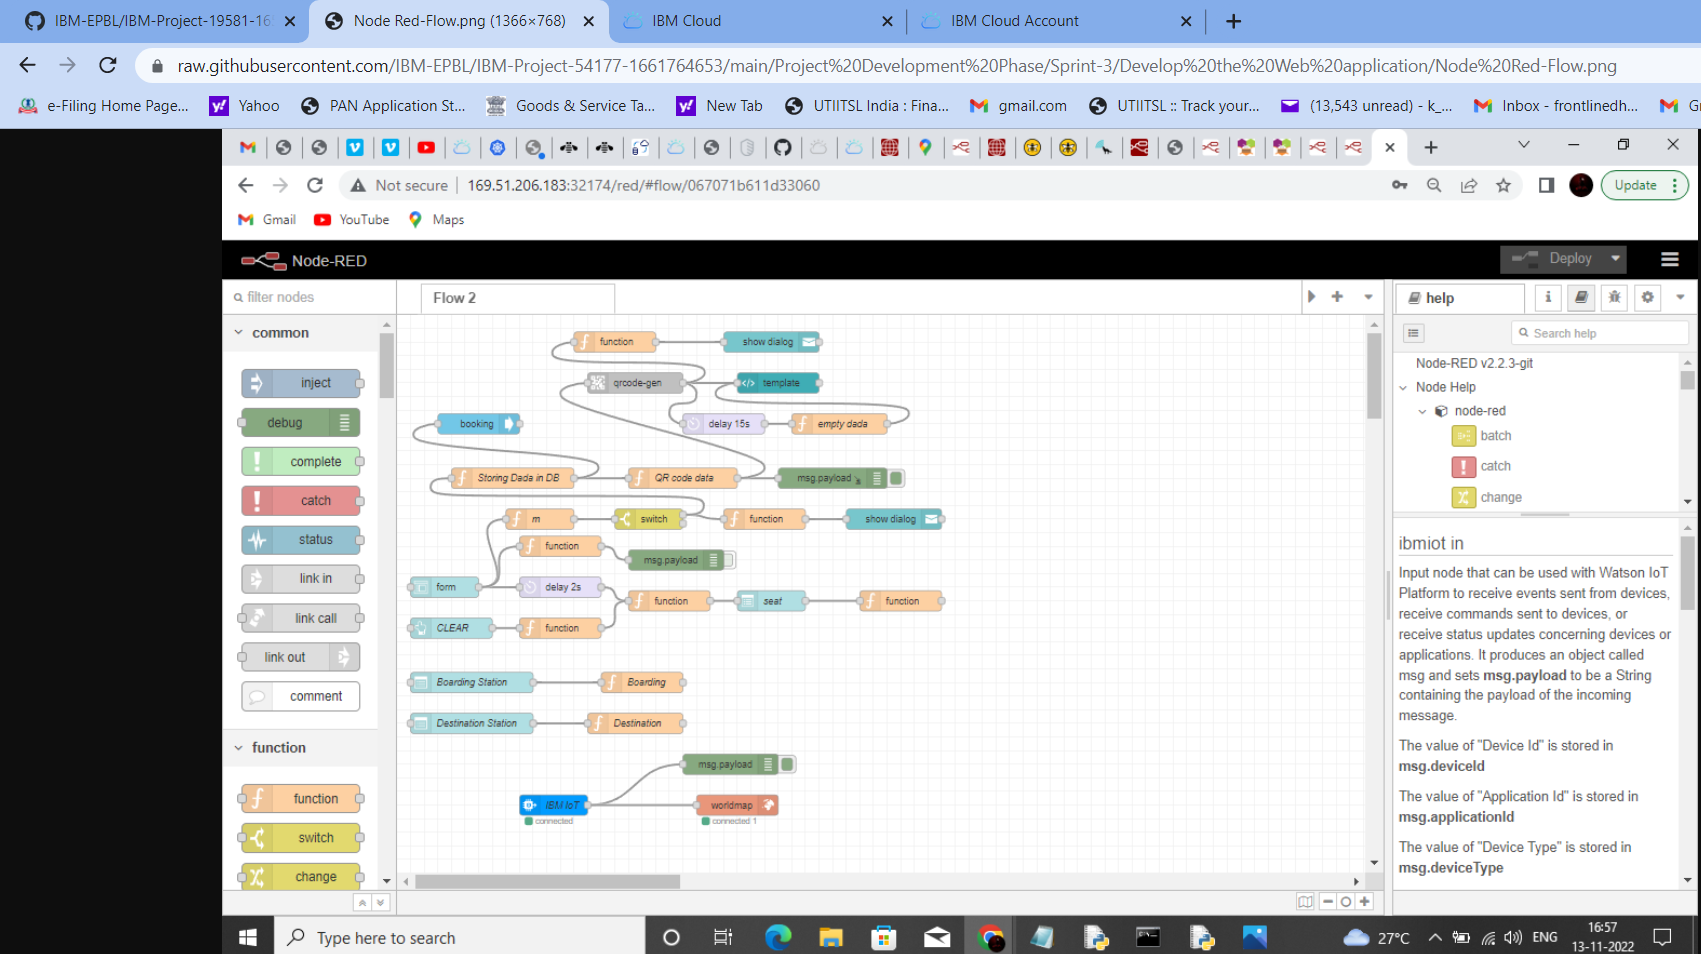 IBM-EPBL/IBM-Project-19581-16
Node Red-Flow.png (1366×768)
IBM Cloud
IBM Cloud Account
raw.githubusercontent.com/IBM-EPBL/IBM-Project-54177-1661764653/main/Project%20Development%20Phase/Sprint-3/Develop%20the%20Web%20application/Node%20Red-Flow.png
e-Filing Home Page...
Yahoo
PAN Application St...
Goods & Service Ta...
New Tab
UTIITSL India : Fina...
gmail.com
UTIITSL :: Track your...
(13,543 unread) - k_...
Inbox - frontlinedh...
Not secure
169.51.206.183:32174/red/#flow/067071b611d33060
Update
Gmail
YouTube
Maps
Node-RED
Deploy
filter nodes
Flow 2
help
common
Search help
inject
debug
complete
catch
status
link in
link call
link out
comment
function
function
switch
change
function
show dialog
qrcode-gen
template
booking
delay 15s
empty dada
Storing Dada in DB
QR code data
msg.payload
m
switch
function
show dialog
function
msg.payload
form
delay 2s
function
seat
function
CLEAR
function
Boarding Station
Boarding
Destination Station
Destination
msg.payload
IBM IoT
worldmap
connected
connected 1
Node-RED v2.2.3-git
Node Help
node-red
batch
catch
change
ibmiot in
Input node that can be used with Watson IoT
Platform to receive events sent from devices,
receive commands sent to devices, or
receive status updates concerning devices or
applications. It produces an object called
msg and sets msg.payload to be a String
containing the payload of the incoming
message.
The value of "Device Id" is stored in
msg.deviceId
The value of "Application Id" is stored in
msg.applicationId
The value of "Device Type" is stored in
msg.deviceType
Type here to search
27°C
ENG
16:57
13-11-2022